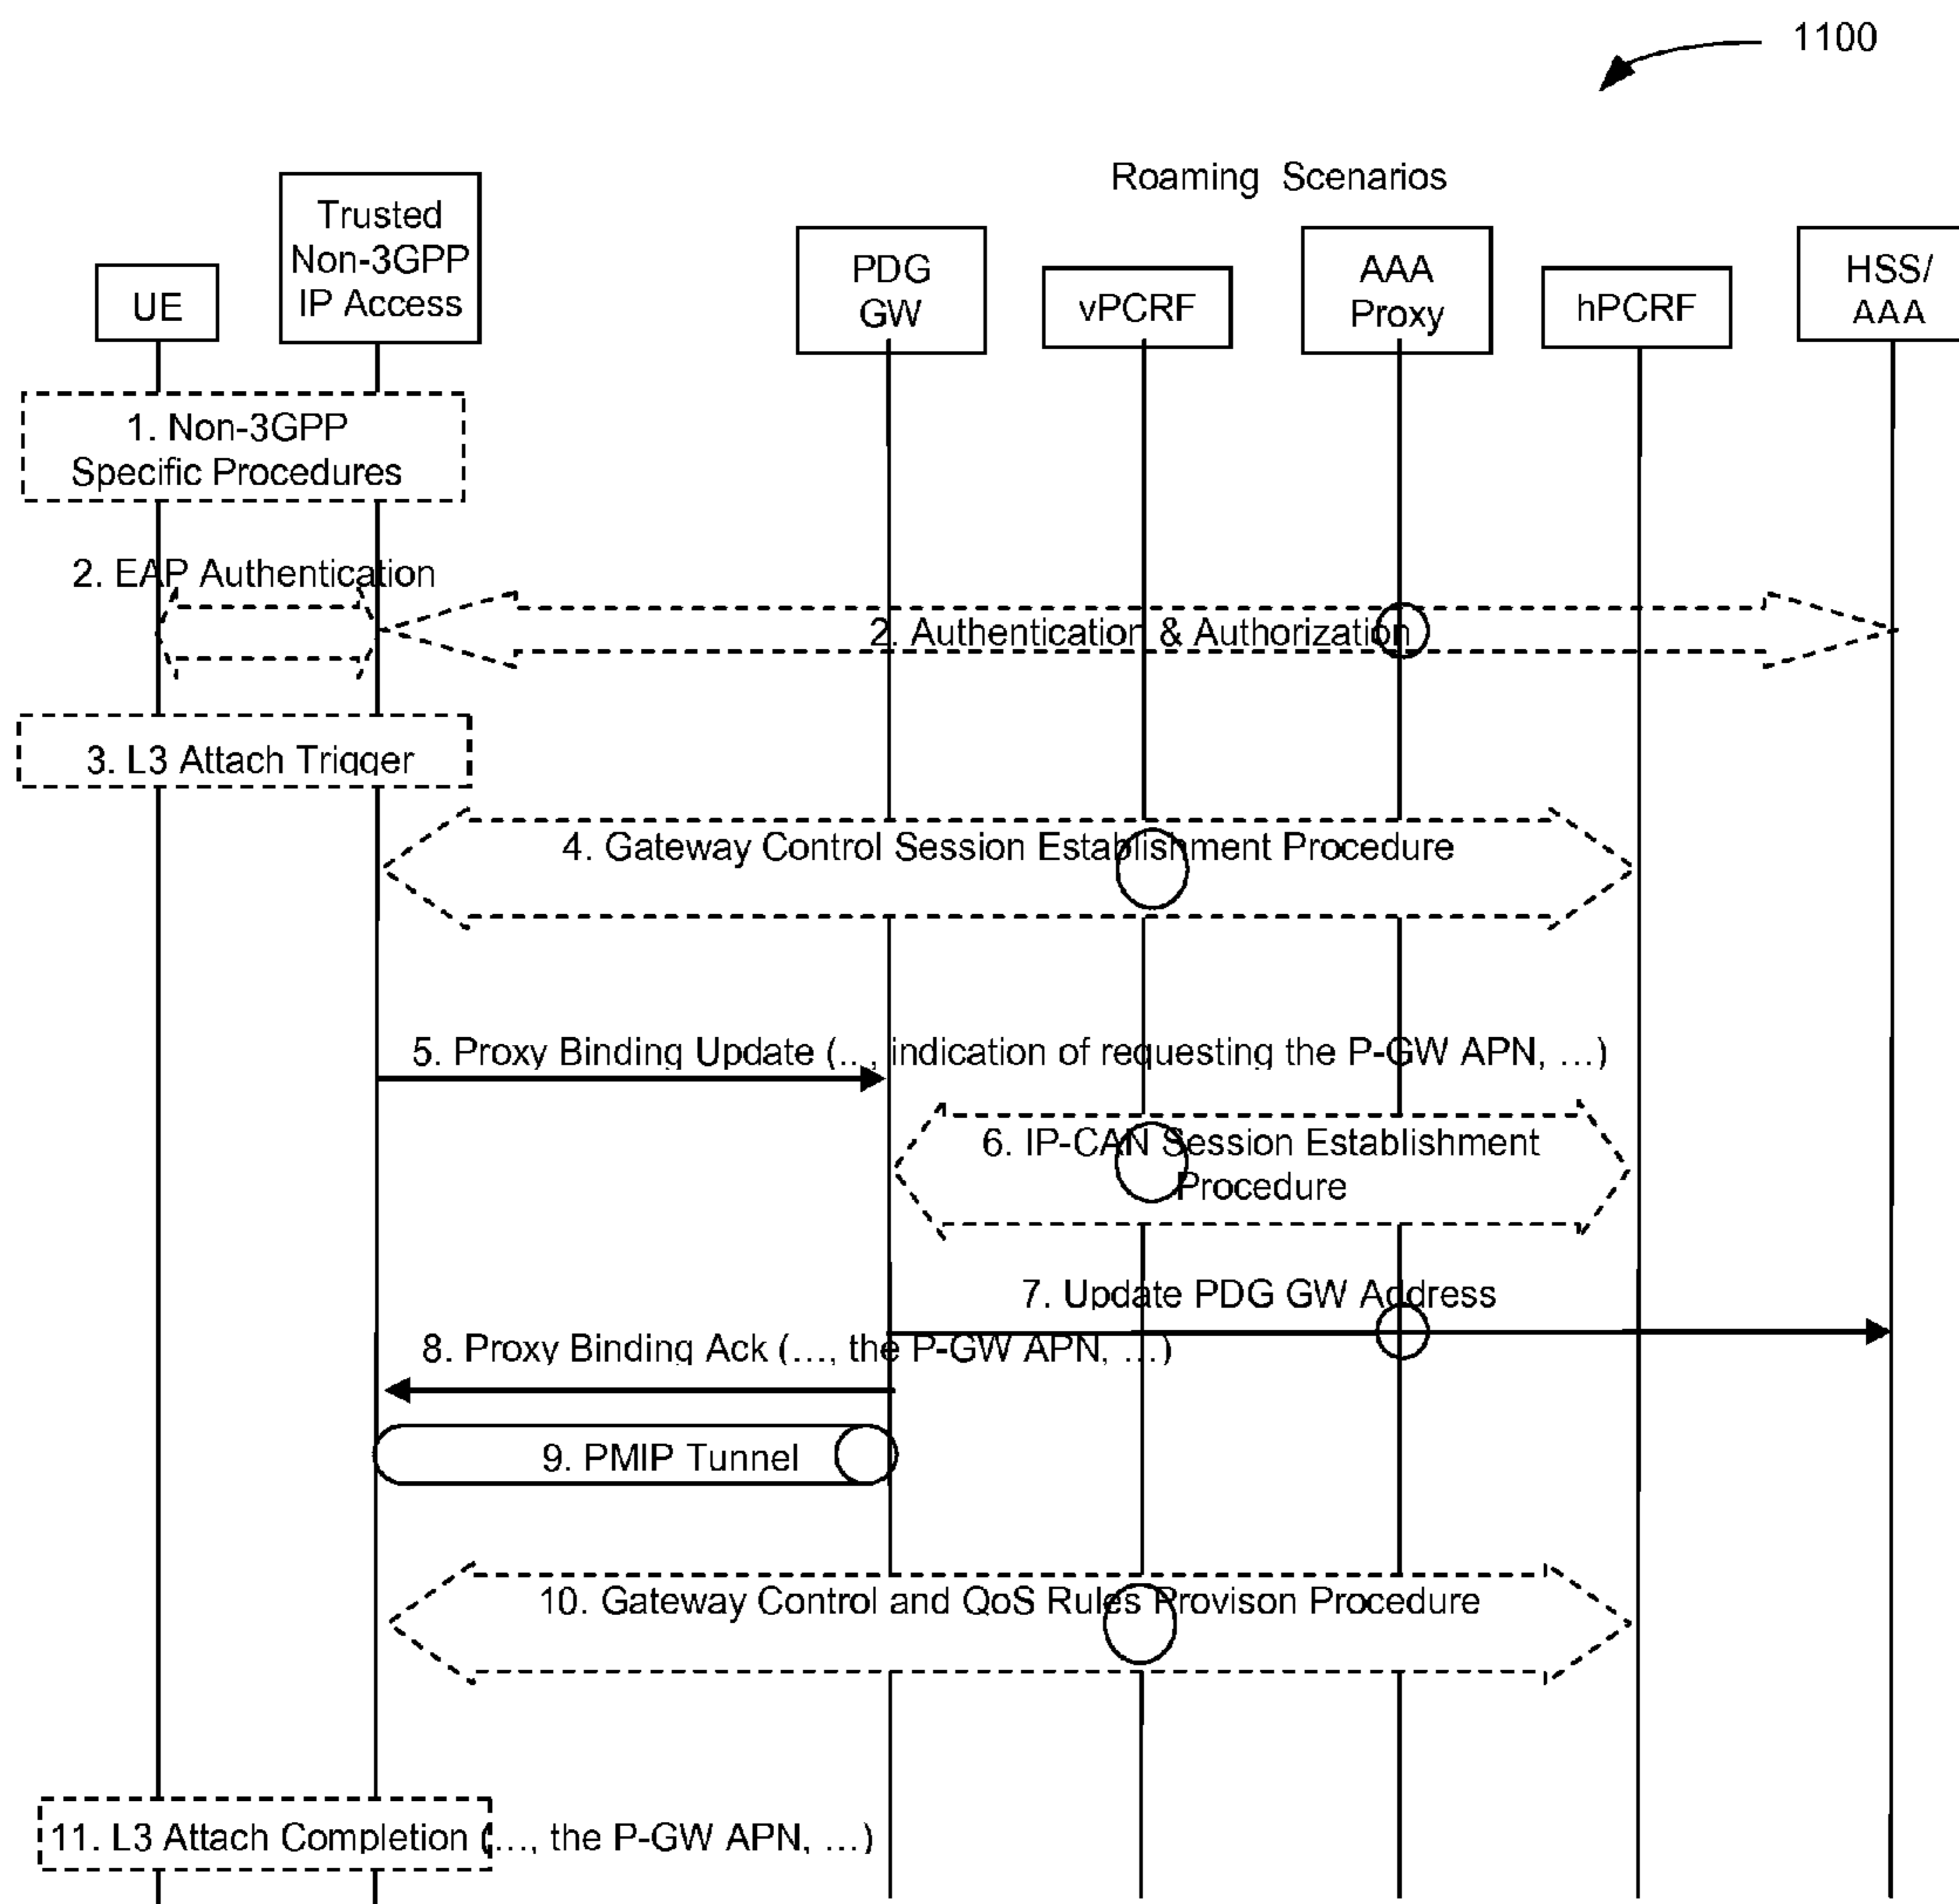 1100
Roaming Scenarios
Trusted
Non-3GPP
IP Access
UE
PDG
GW
vPCRF
AAA
Proxy
hPCRF
HSS/
AAA
1. Non-3GPP
Specific Procedures
2. EAP Authentication
2. Authentication & Authorization
3. L3 Attach Trigger
4. Gateway Control Session Establishment Procedure
5. Proxy Binding Update (..., indication of requesting the P-GW APN, ...)
6. IP-CAN Session Establishment
Procedure
7. Update PDG GW Address
8. Proxy Binding Ack (..., the P-GW APN, ...)
9. PMIP Tunnel
10. Gateway Control and QoS Rules Provison Procedure
11. L3 Attach Completion (..., the P-GW APN, ...)